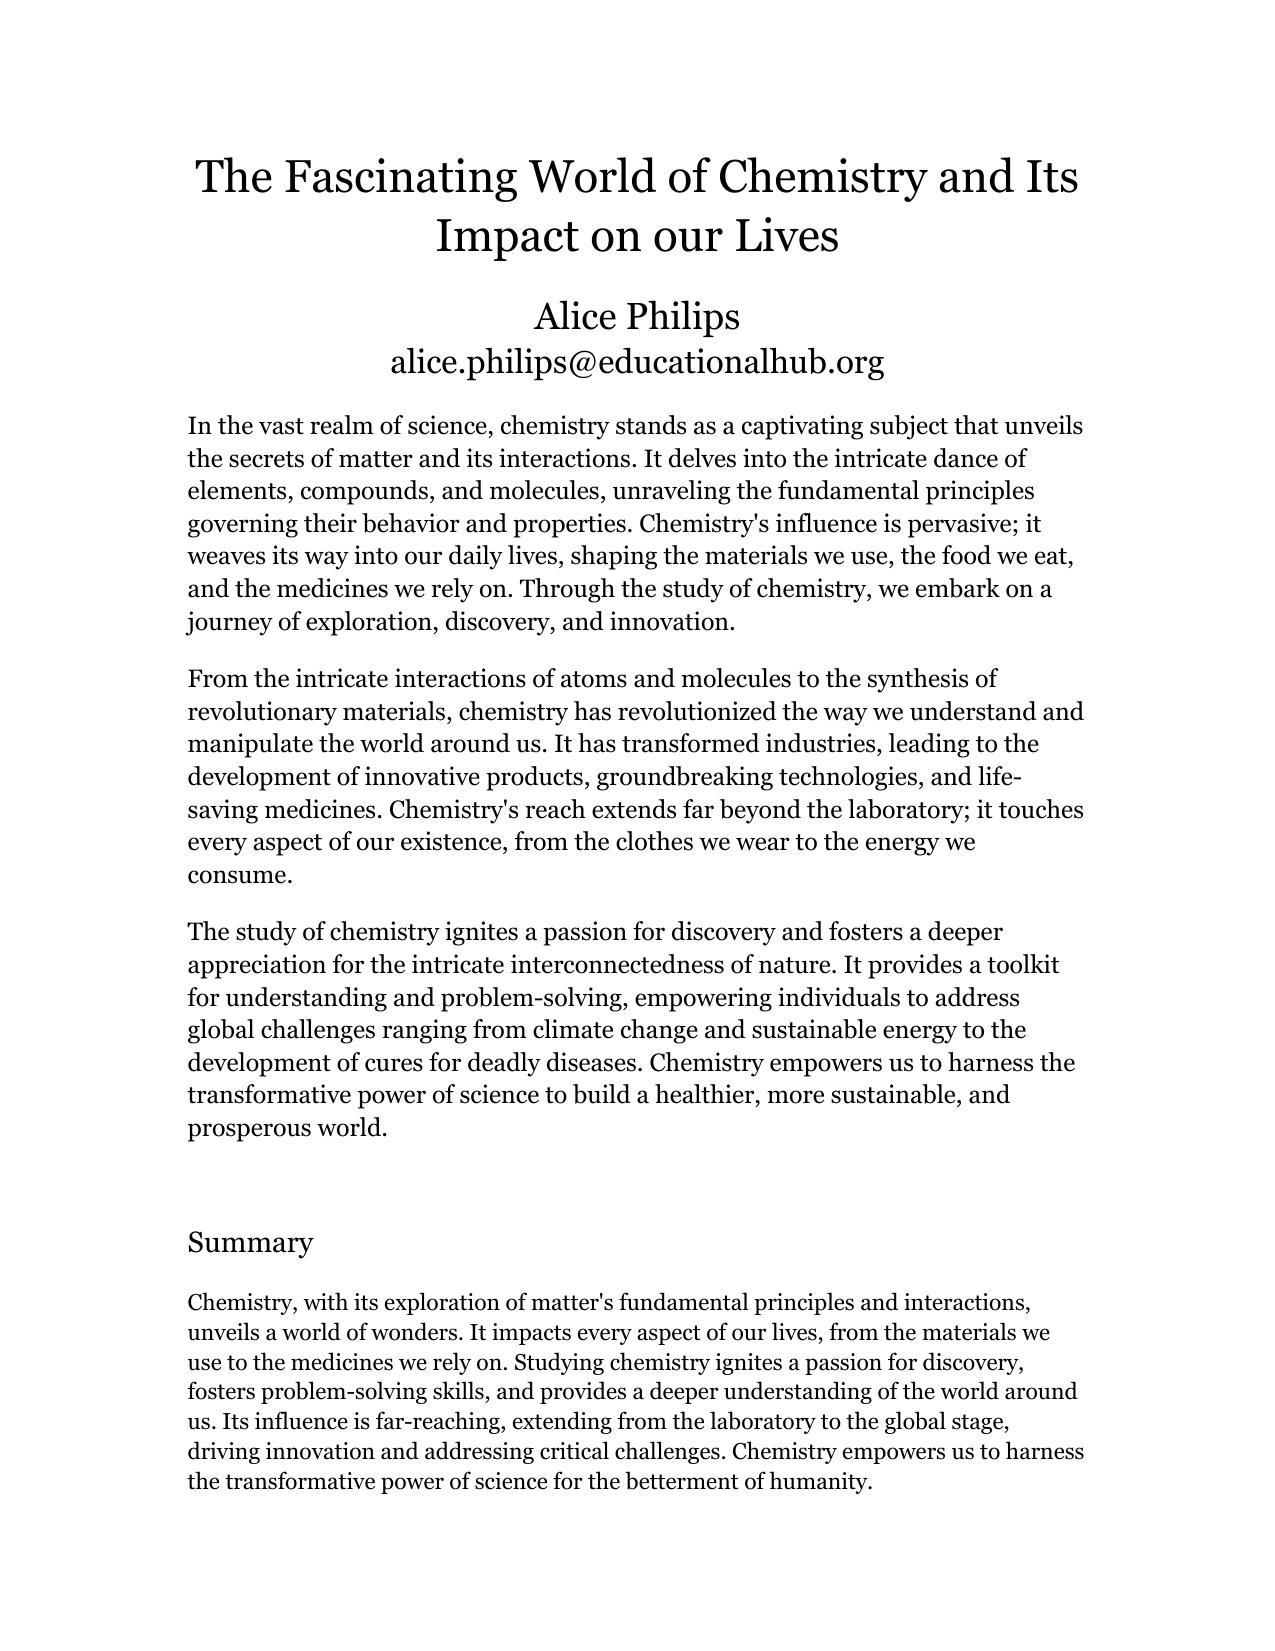 The Fascinating World of Chemistry and Its
Impact on our Lives
Alice Philips
alice.philips@educationalhub.org
In the vast realm of science, chemistry stands as a captivating subject that unveils
the secrets of matter and its interactions. It delves into the intricate dance of
elements, compounds, and molecules, unraveling the fundamental principles
governing their behavior and properties. Chemistry's influence is pervasive; it
weaves its way into our daily lives, shaping the materials we use, the food we eat,
and the medicines we rely on. Through the study of chemistry, we embark on a
journey of exploration, discovery, and innovation.
From the intricate interactions of atoms and molecules to the synthesis of
revolutionary materials, chemistry has revolutionized the way we understand and
manipulate the world around us. It has transformed industries, leading to the
development of innovative products, groundbreaking technologies, and life-
saving medicines. Chemistry's reach extends far beyond the laboratory; it touches
every aspect of our existence, from the clothes we wear to the energy we
consume.
The study of chemistry ignites a passion for discovery and fosters a deeper
appreciation for the intricate interconnectedness of nature. It provides a toolkit
for understanding and problem-solving, empowering individuals to address
global challenges ranging from climate change and sustainable energy to the
development of cures for deadly diseases. Chemistry empowers us to harness the
transformative power of science to build a healthier, more sustainable, and
prosperous world.
Summary
Chemistry, with its exploration of matter's fundamental principles and interactions,
unveils a world of wonders. It impacts every aspect of our lives, from the materials we
use to the medicines we rely on. Studying chemistry ignites a passion for discovery,
fosters problem-solving skills, and provides a deeper understanding of the world around
us. Its influence is far-reaching, extending from the laboratory to the global stage,
driving innovation and addressing critical challenges. Chemistry empowers us to harness
the transformative power of science for the betterment of humanity.